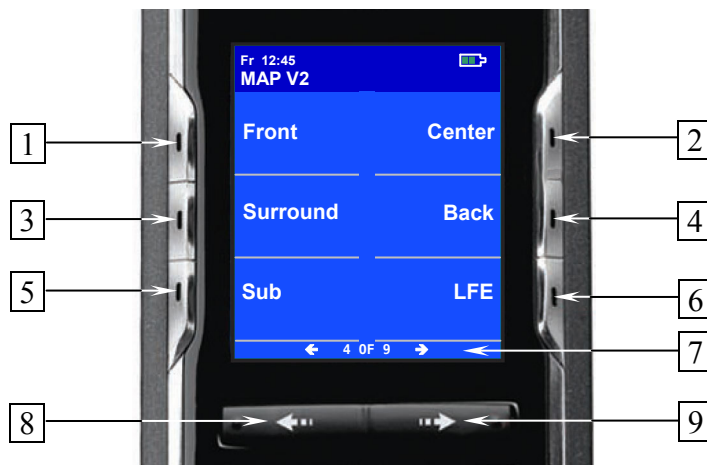 Fr 12:45
MAP V2
1 Front Center 2
3 Surround Back 4
5 Sub LFE 6
4 OF 9 7
8 9